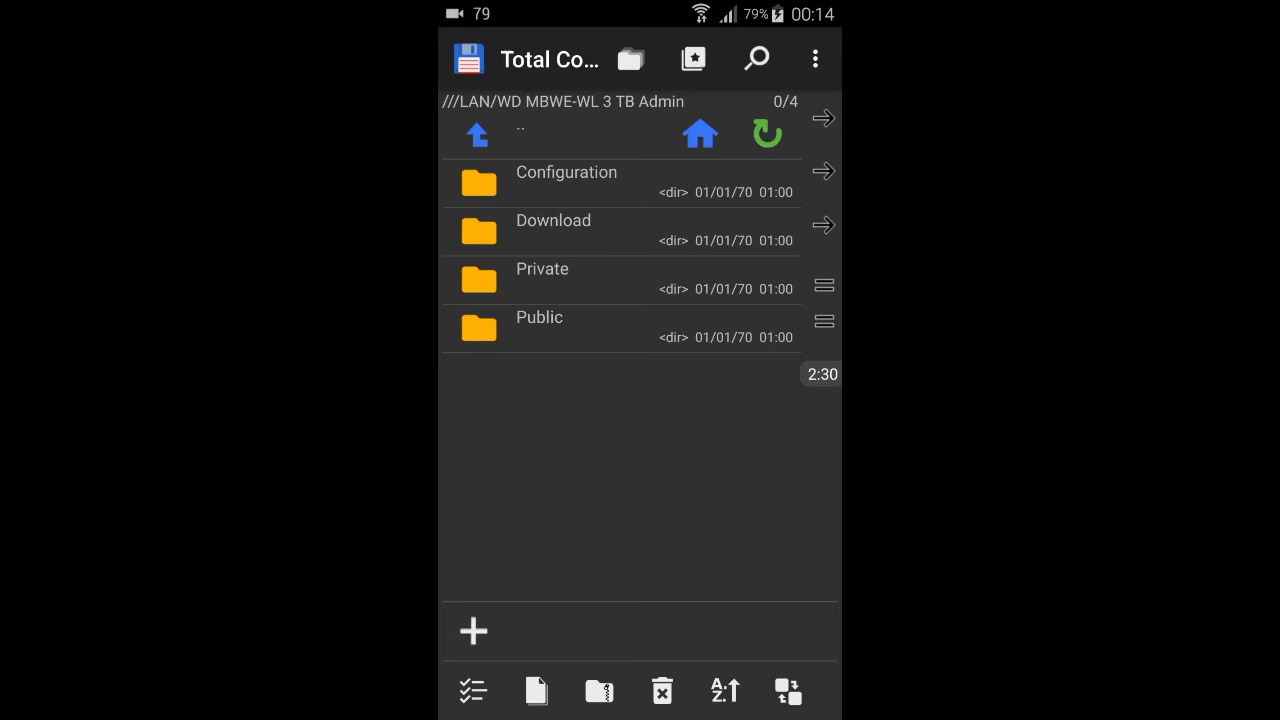 79 79% 00:14
Total Co...
///LAN/WD MBWE-WL 3 TB Admin 0/4
..
Configuration
<dir> 01/01/70 01:00
Download
<dir> 01/01/70 01:00
Private
<dir> 01/01/70 01:00
Public
<dir> 01/01/70 01:00
2:30
A.
Z.